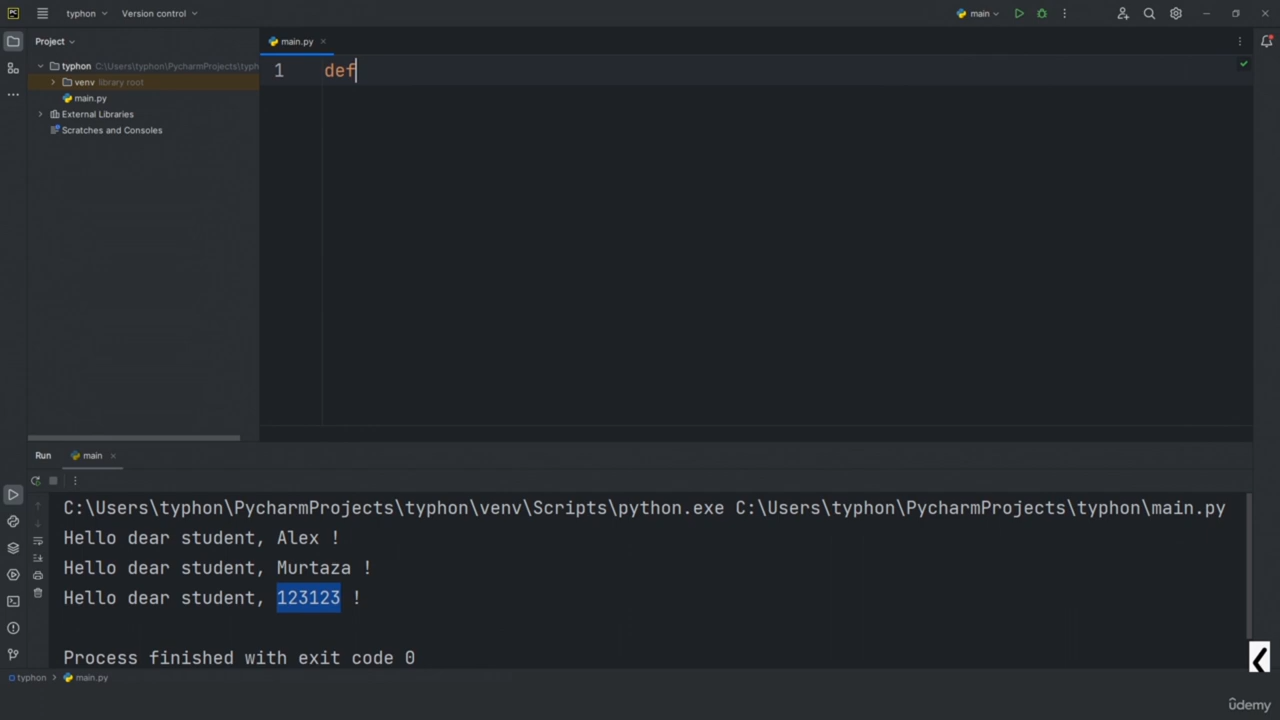 PC typhon Version control main
Project
main.py
typhon C:\Users\typhon\PycharmProjects\typh
1 def
venv library root
main.py
External Libraries
Scratches and Consoles
Run main
C:\Users\typhon\PycharmProjects\typhon\venv\Scripts\python.exe C:\Users\typhon\PycharmProjects\typhon\main.py
Hello dear student, Alex !
Hello dear student, Murtaza !
Hello dear student, 123123 !
Process finished with exit code 0
typhon > main.py
ûdemy